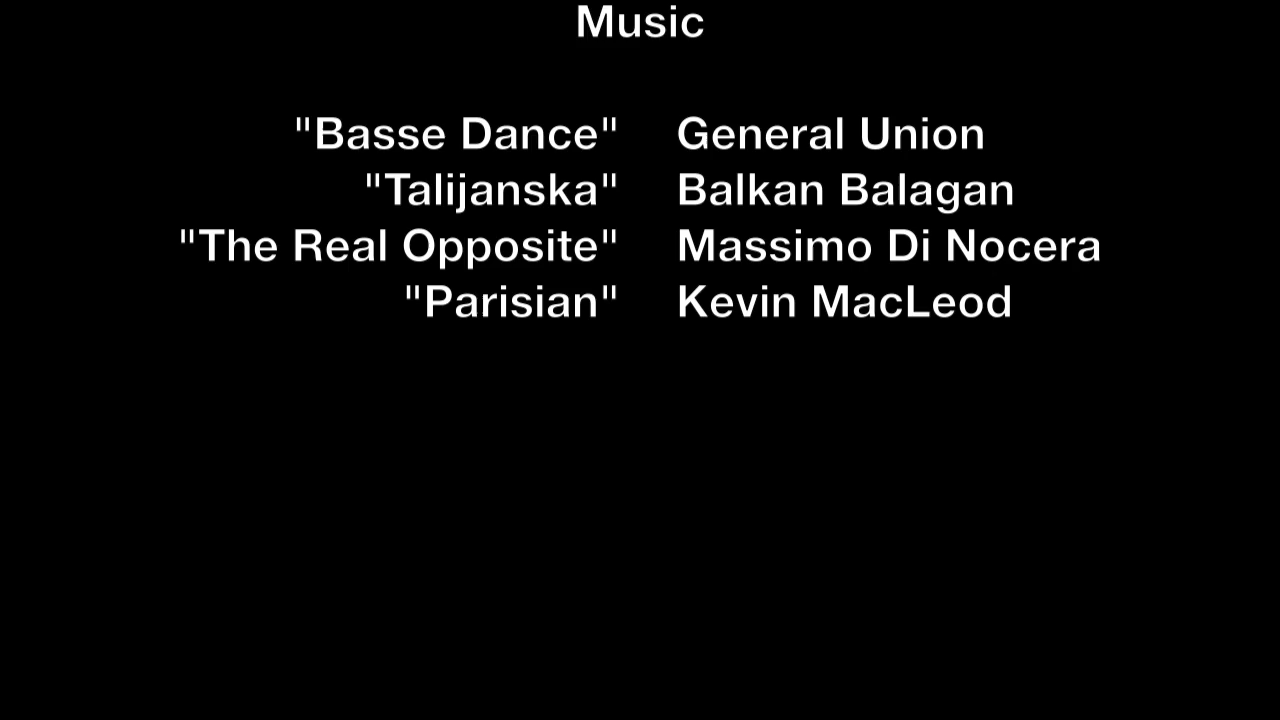 Music
"Basse Dance" General Union
"Talijanska" Balkan Balagan
"The Real Opposite" Massimo Di Nocera
"Parisian" Kevin MacLeod